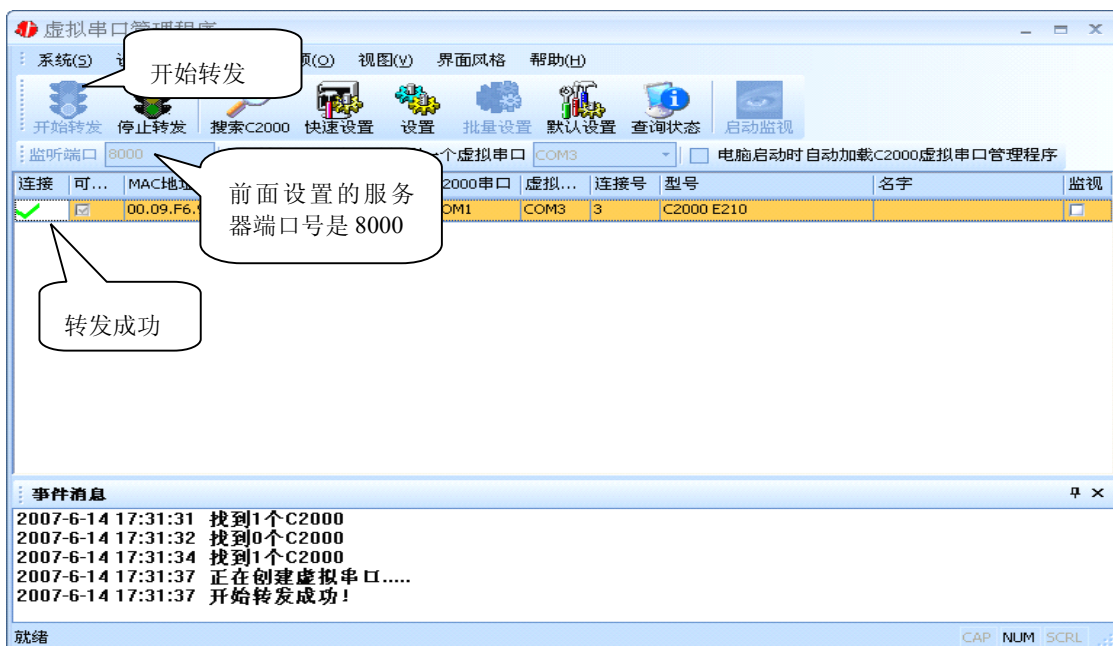 虚拟串口管理程序
系统(S) 项(O) 视图(V) 界面风格 帮助(H)
开始转发
开始转发 停止转发 搜索C2000 快速设置 设置 批量设置 默认设置 查询状态 启动监视
监听端口 8000 个虚拟串口 COM3 电脑启动时自动加载C2000虚拟串口管理程序
连接 可... MAC地址 2000串口 虚拟... 连接号 型号 名字 监视
00.09.F6. OM1 COM3 3 C2000 E210
前面设置的服务
器端口号是 8000
转发成功
事件消息
2007-6-14 17:31:31 找到1个C2000
2007-6-14 17:31:32 找到0个C2000
2007-6-14 17:31:34 找到1个C2000
2007-6-14 17:31:37 正在创建虚拟串口.....
2007-6-14 17:31:37 开始转发成功!
就绪 CAP NUM SCRL